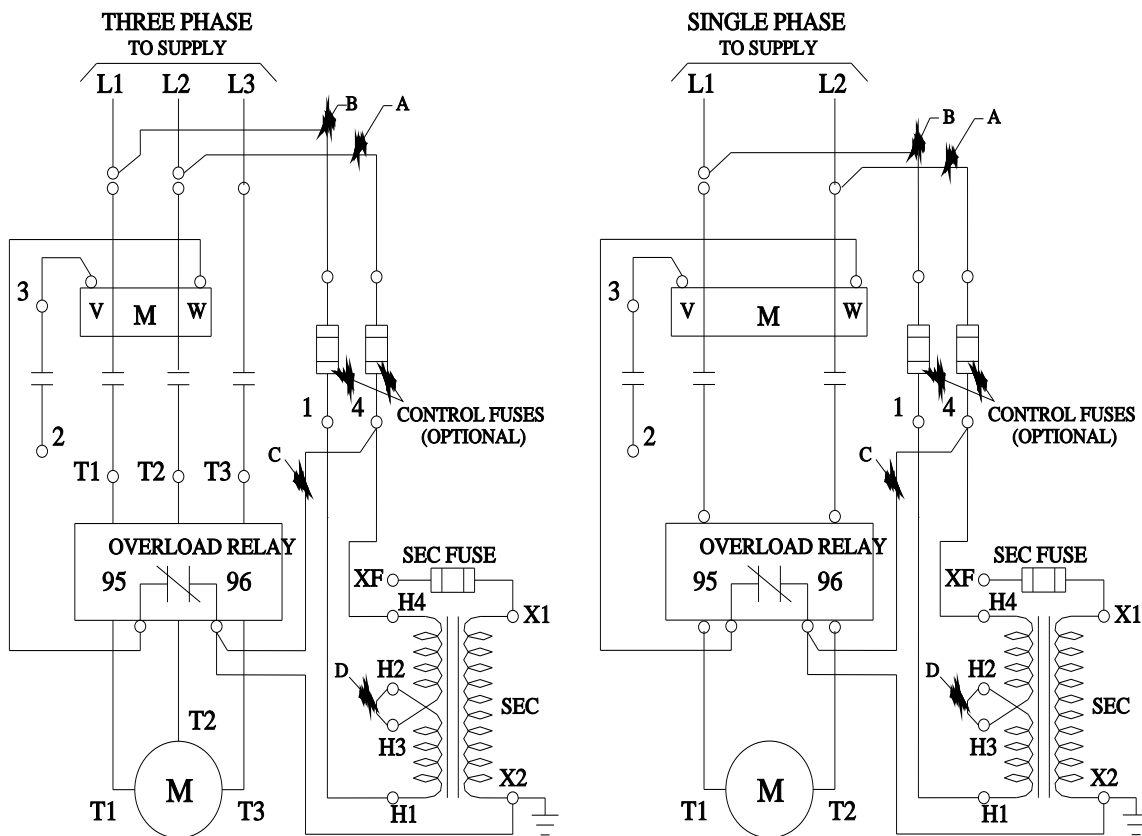 THREE PHASE
TO SUPPLY
L1 L2 L3
B A
3
V M W
1 4
CONTROL FUSES
(OPTIONAL)
2
C
T1 T2 T3
OVERLOAD RELAY
95 96
SEC FUSE
XF
H4 X1
D H2
SEC
T2 H3
M
X2
T1 T3 H1
SINGLE PHASE
TO SUPPLY
L1 L2
B A
3
V M W
1 4
CONTROL FUSES
(OPTIONAL)
2
C
OVERLOAD RELAY
95 96
SEC FUSE
XF
H4 X1
D H2
SEC
H3
M
X2
T1 T2 H1